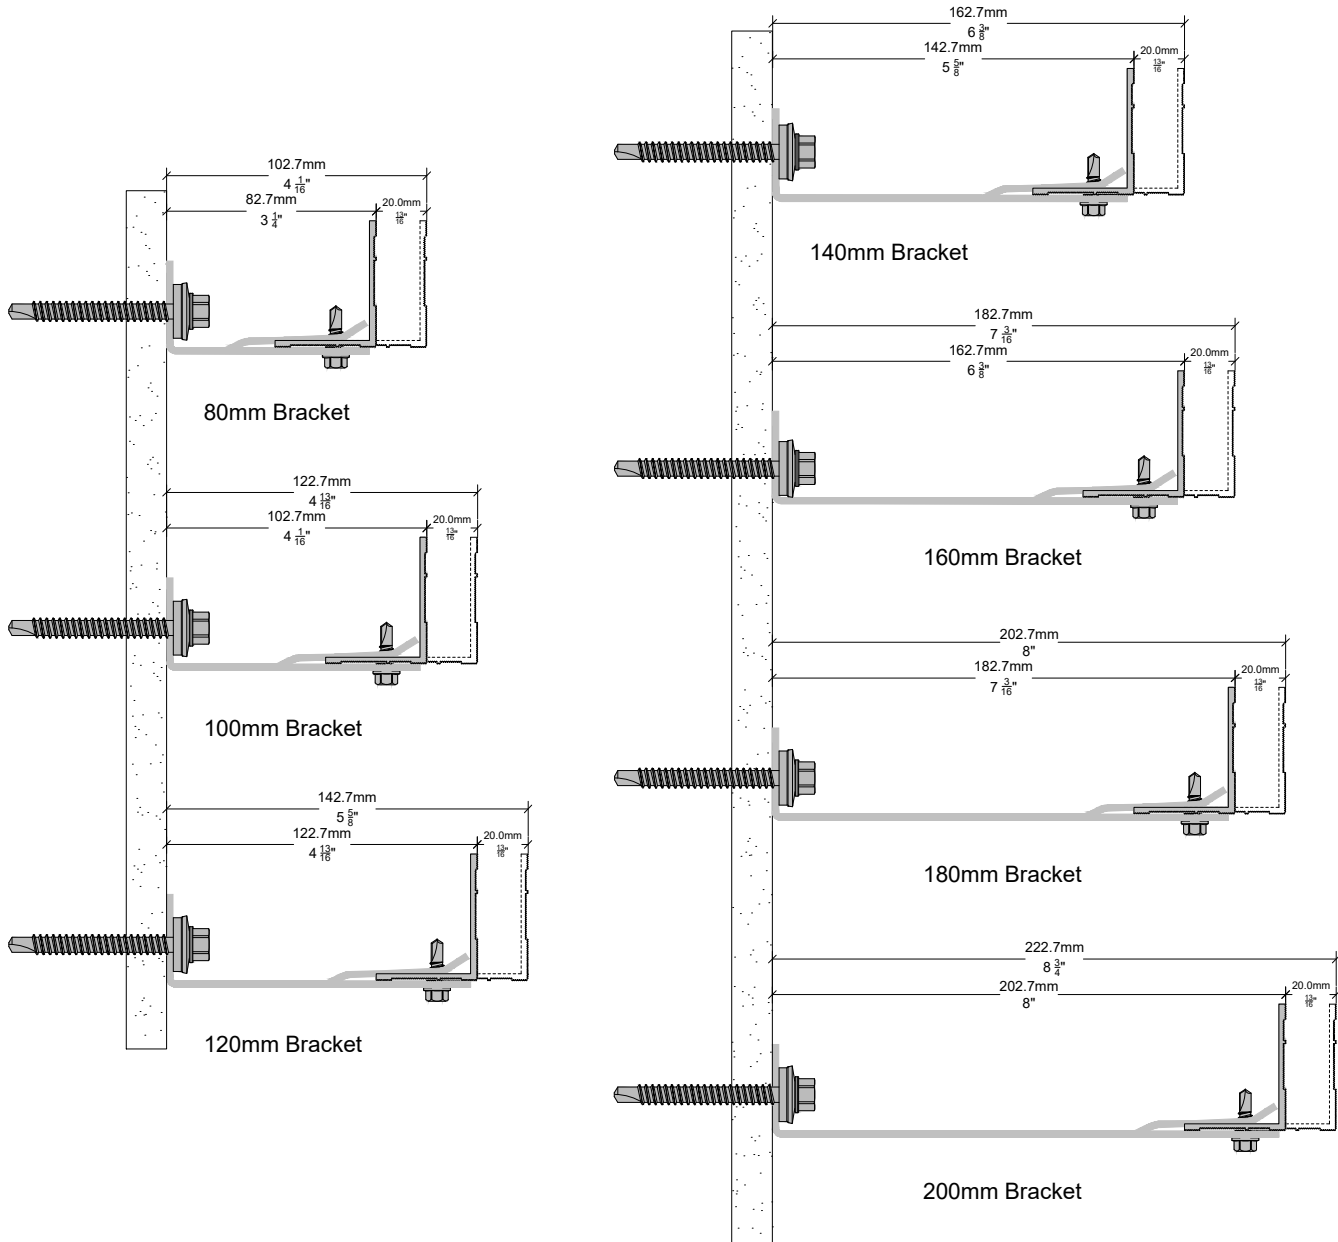 102.7mm
4 1/16"
82.7mm
3 1/4"
20.0mm
13/16"
80mm Bracket
122.7mm
4 13/16"
102.7mm
4 1/16"
20.0mm
13/16"
100mm Bracket
142.7mm
5 5/8"
122.7mm
4 13/16"
20.0mm
13/16"
120mm Bracket
162.7mm
6 3/8"
142.7mm
5 5/8"
20.0mm
13/16"
140mm Bracket
182.7mm
7 3/16"
162.7mm
6 3/8"
20.0mm
13/16"
160mm Bracket
202.7mm
8"
182.7mm
7 3/16"
20.0mm
13/16"
180mm Bracket
222.7mm
8 3/4"
202.7mm
8"
20.0mm
13/16"
200mm Bracket